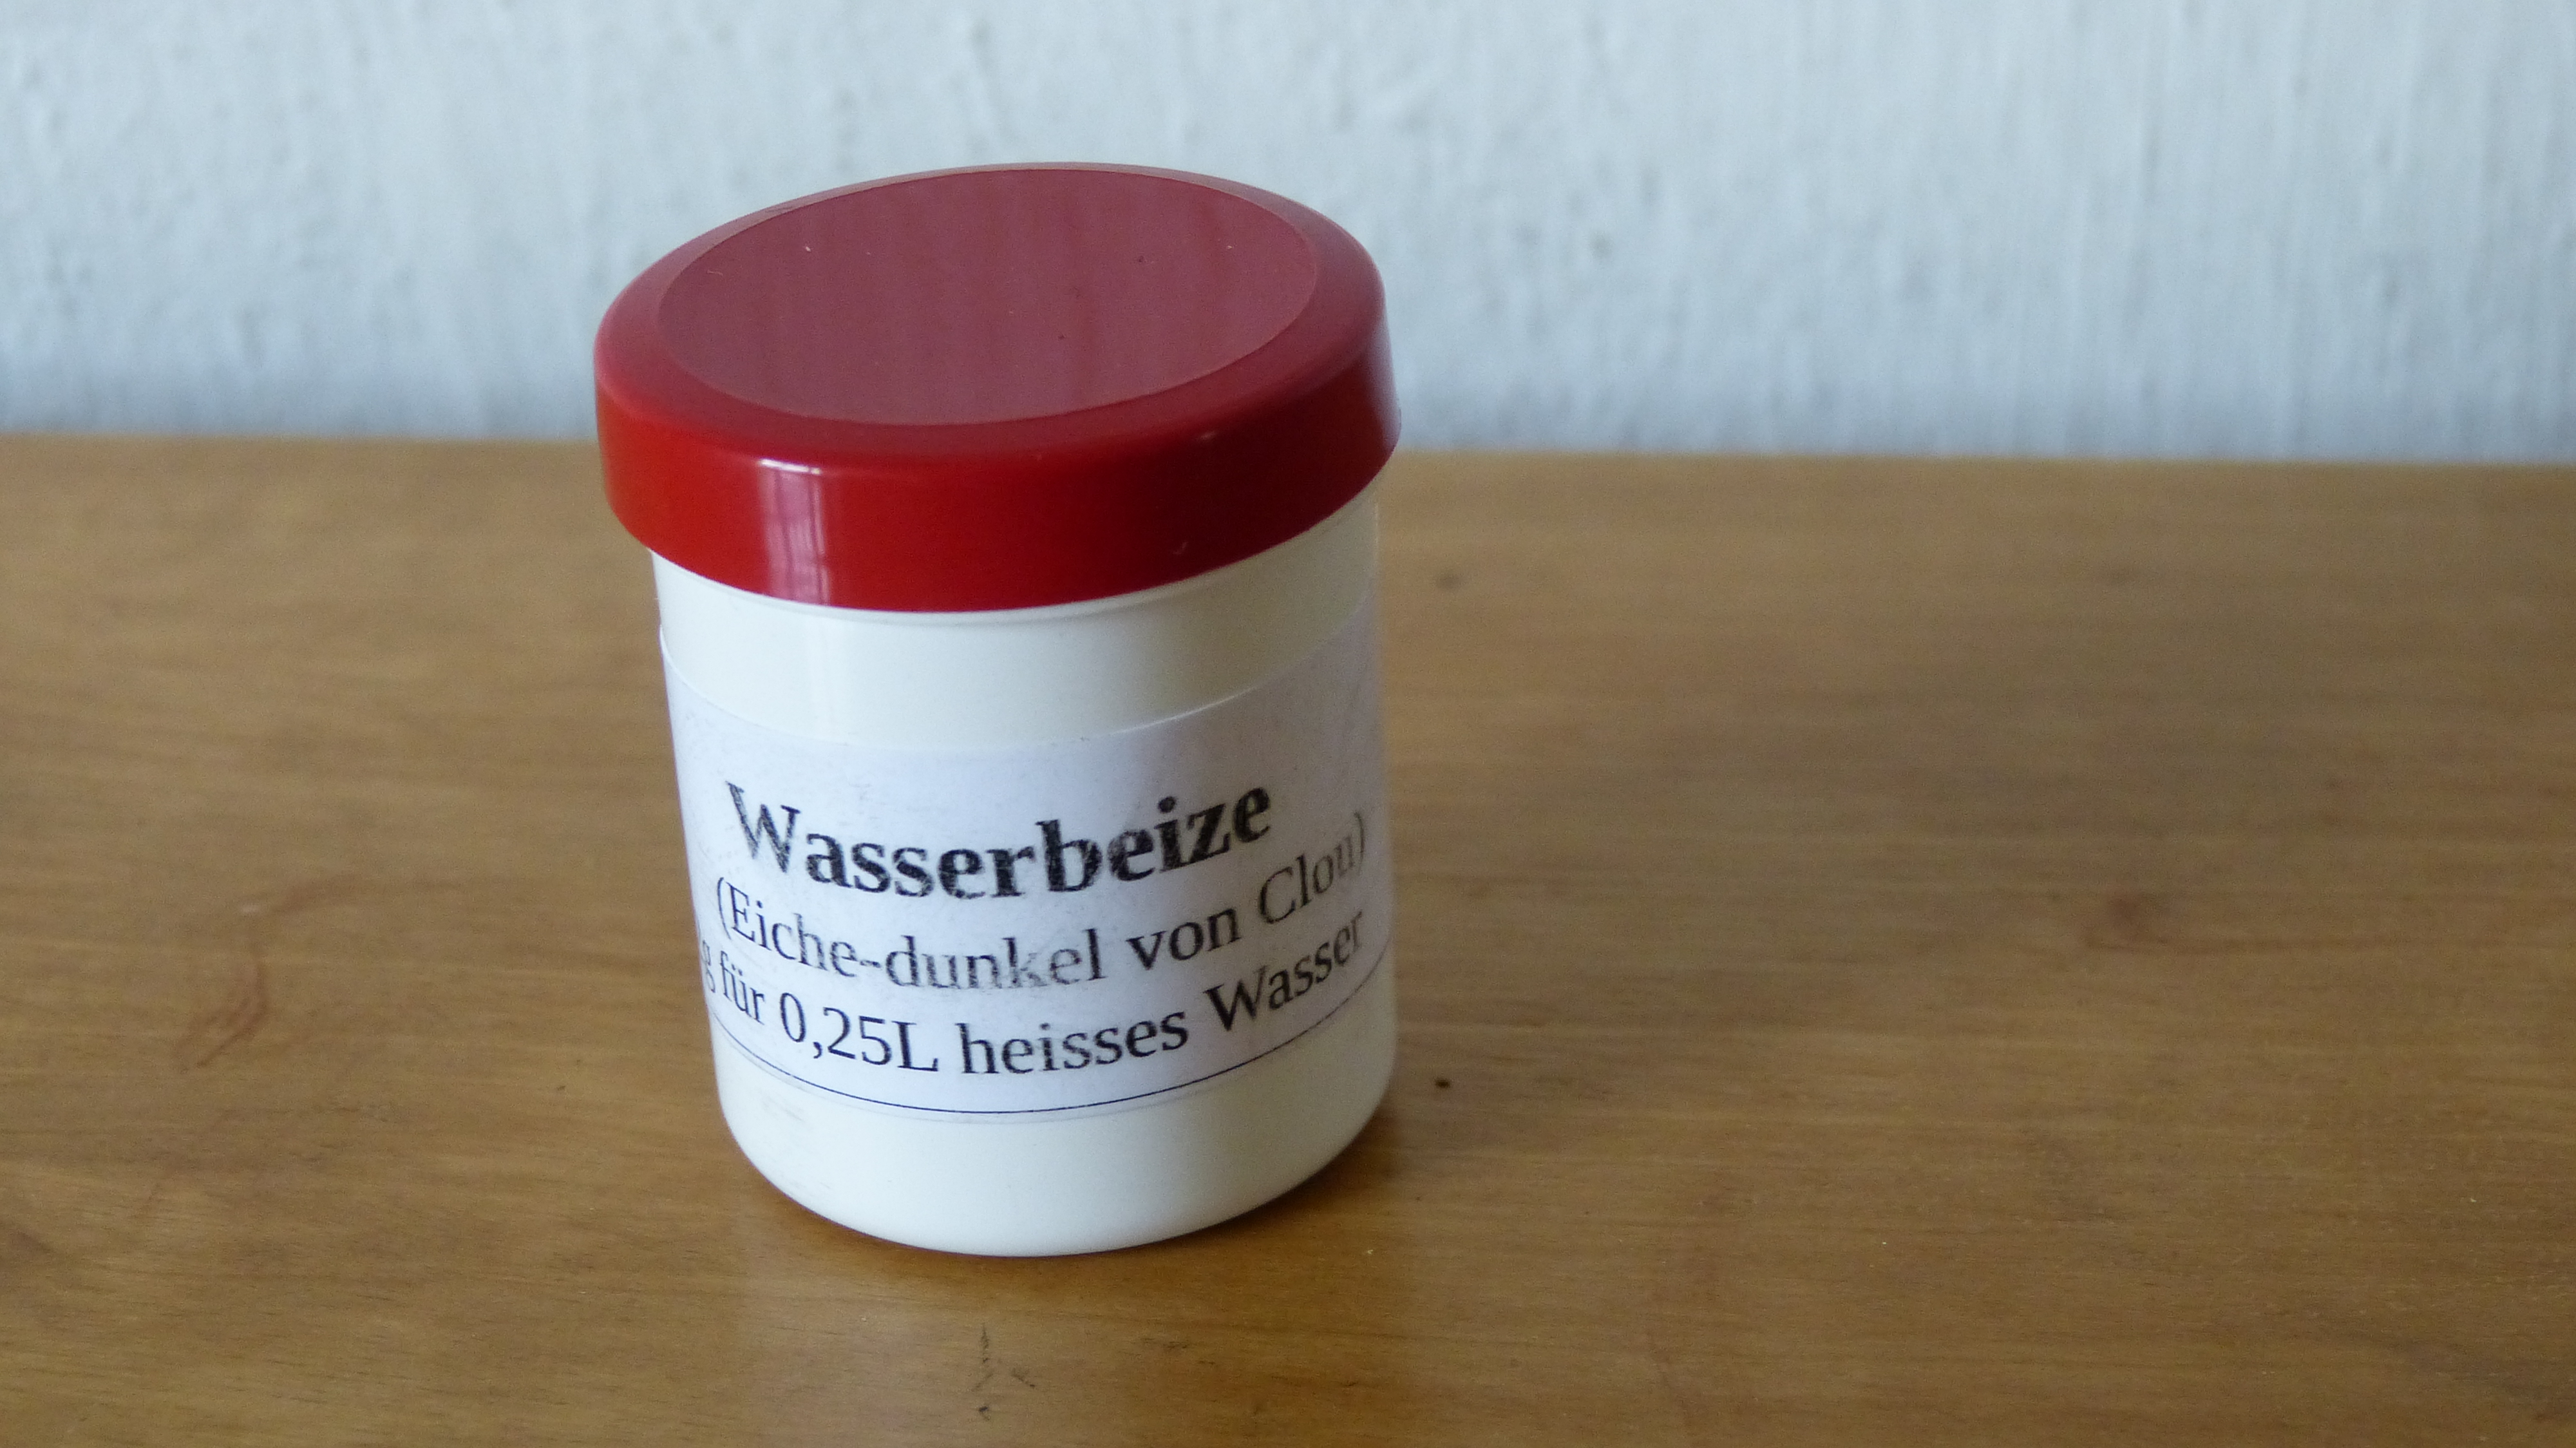 Wasserbeize
(Eiche-dunkel von Clou)
g für 0,25L heisses Wasser